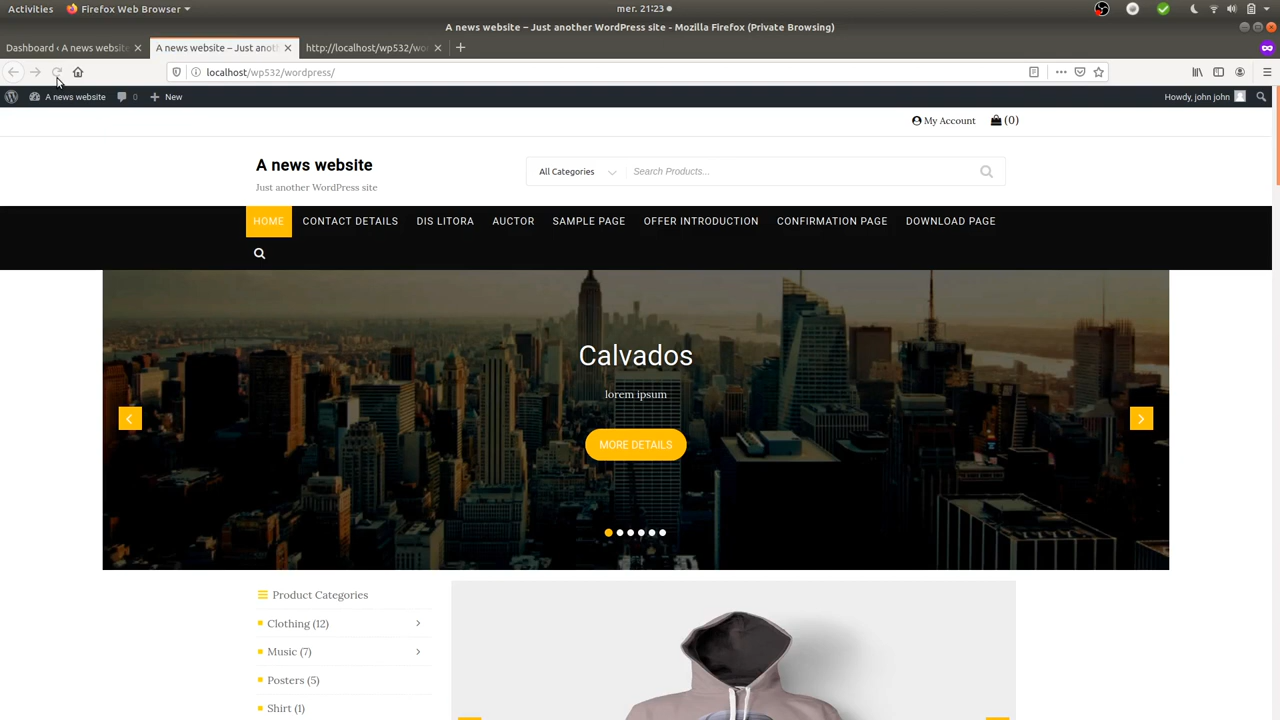 Activities
Firefox Web Browser
mer. 21:23
A news website – Just another WordPress site - Mozilla Firefox (Private Browsing)
Dashboard ‹ A news website
A news website – Just anot
http://localhost/wp532/wor
localhost/wp532/wordpress/
A news website
0
New
Howdy, john john
My Account
(0)
A news website
Just another WordPress site
All Categories
Search Products...
HOME
CONTACT DETAILS
DIS LITORA
AUCTOR
SAMPLE PAGE
OFFER INTRODUCTION
CONFIRMATION PAGE
DOWNLOAD PAGE
Calvados
lorem ipsum
MORE DETAILS
Product Categories
Clothing (12)
Music (7)
Posters (5)
Shirt (1)